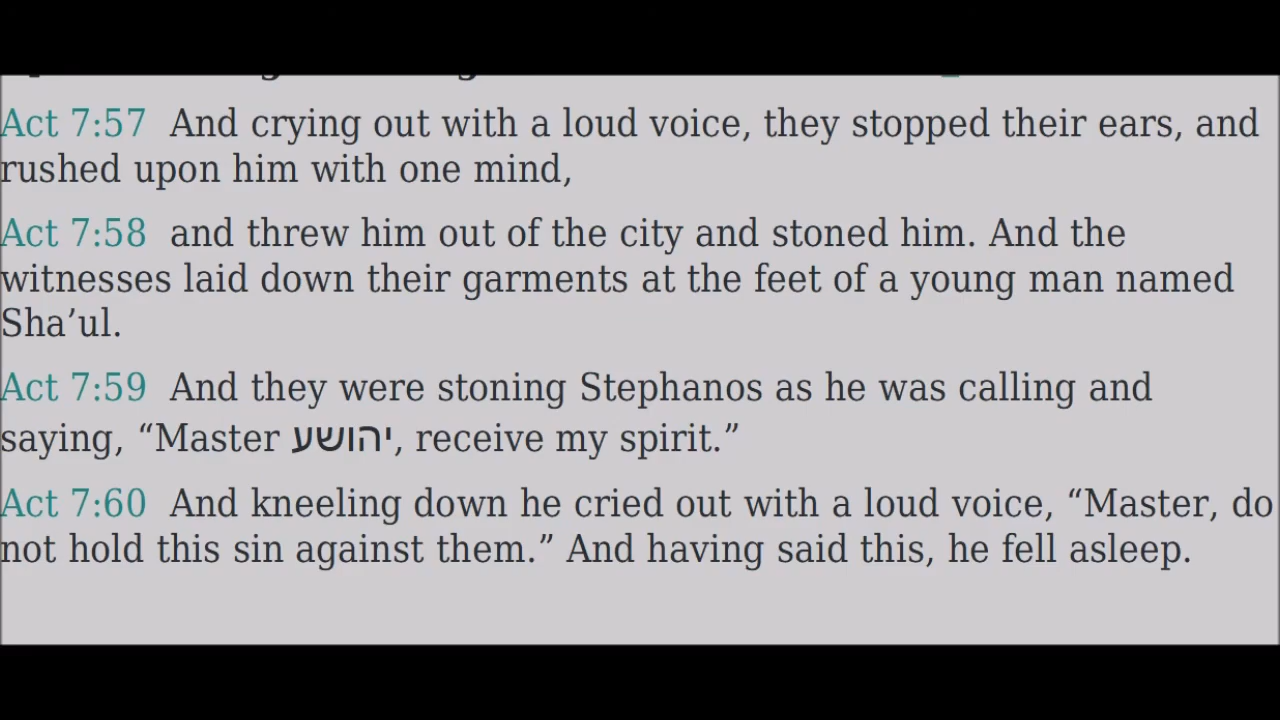 Act 7:57 And crying out with a loud voice, they stopped their ears, and
rushed upon him with one mind,
Act 7:58 and threw him out of the city and stoned him. And the
witnesses laid down their garments at the feet of a young man named
Sha’ul.
Act 7:59 And they were stoning Stephanos as he was calling and
saying, “Master יהושע, receive my spirit.”
Act 7:60 And kneeling down he cried out with a loud voice, “Master, do
not hold this sin against them.” And having said this, he fell asleep.